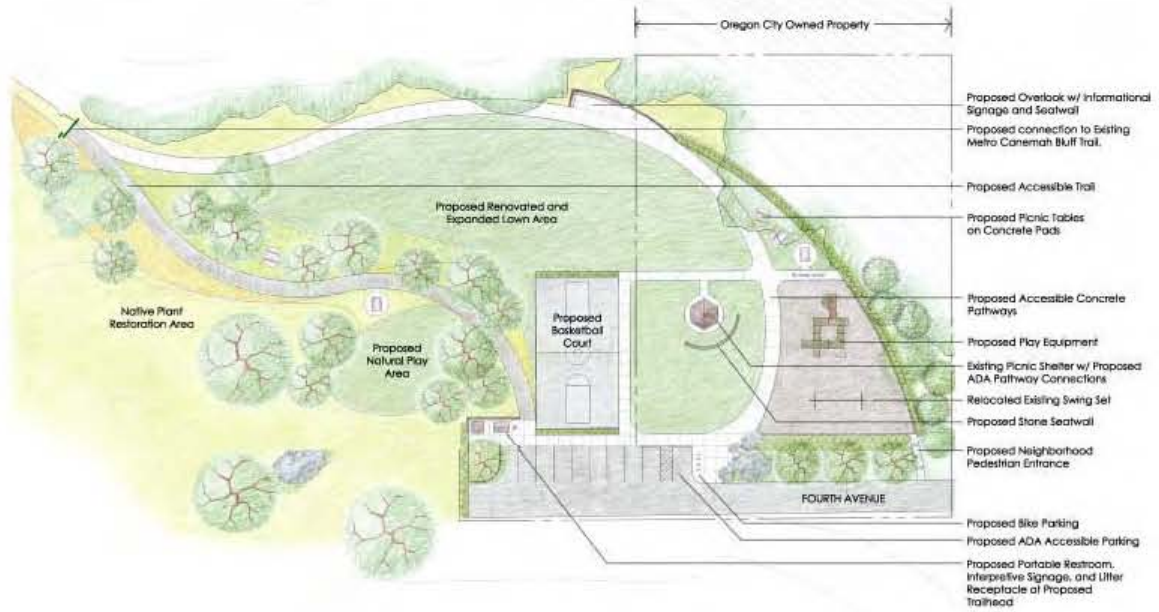 Oregon City Owned Property
Proposed Overlook w/ Informational
Signage and Seatwall
Proposed connection to Existing
Metro Canemah Bluff Trail.
Proposed Accessible Trail
Proposed Renovated and
Expanded Lawn Area
Proposed Picnic Tables
on Concrete Pads
Native Plant
Restoration Area
Proposed
Natural Play
Area
Proposed
Basketball
Court
Proposed Accessible Concrete
Pathways
Proposed Play Equipment
Existing Picnic Shelter w/ Proposed
ADA Pathway Connections
Relocated Existing Swing Set
Proposed Stone Seatwall
Proposed Neighborhood
Pedestrian Entrance
FOURTH AVENUE
Proposed Bike Parking
Proposed ADA Accessible Parking
Proposed Portable Restroom,
Interpretive Signage, and Litter
Receptacle at Proposed
Trailhead